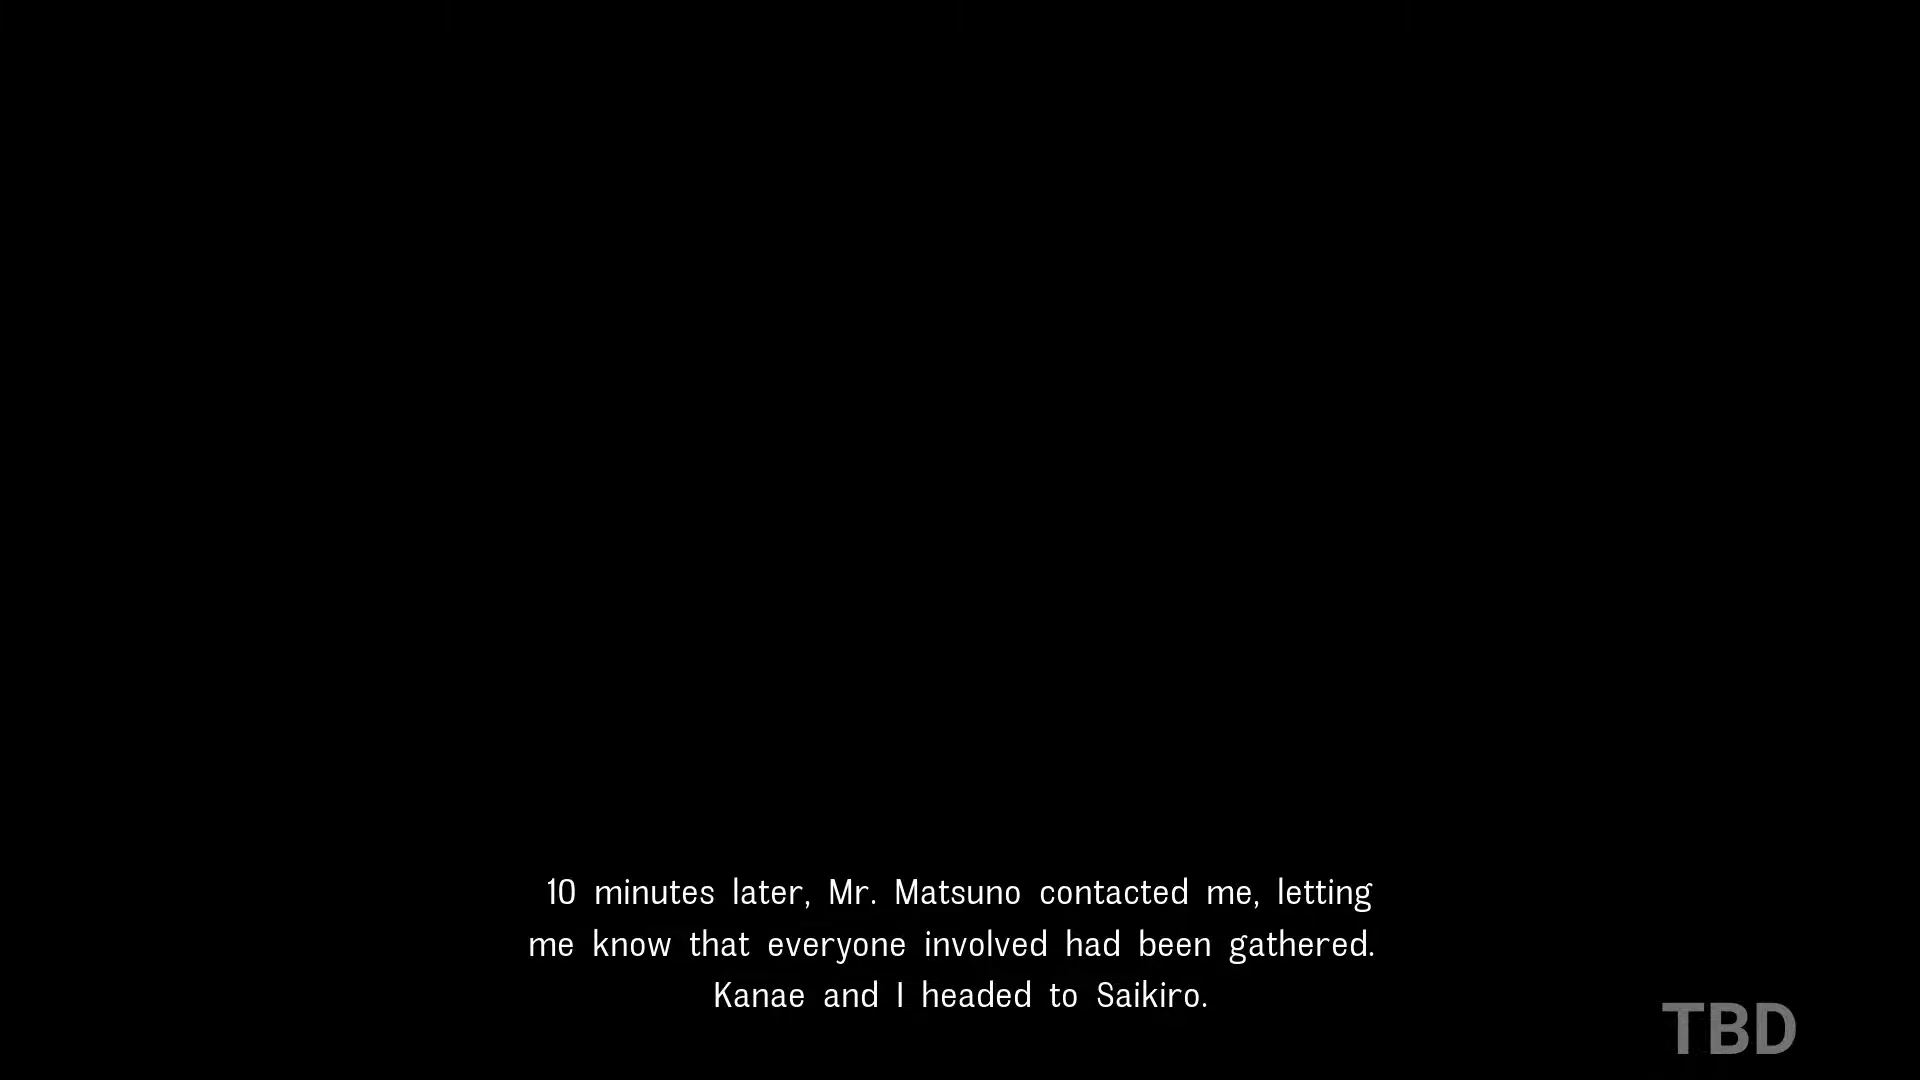 10 minutes later, Mr. Matsuno contacted me, letting
me know that everyone involved had been gathered.
Kanae and I headed to Saikiro.
TBD